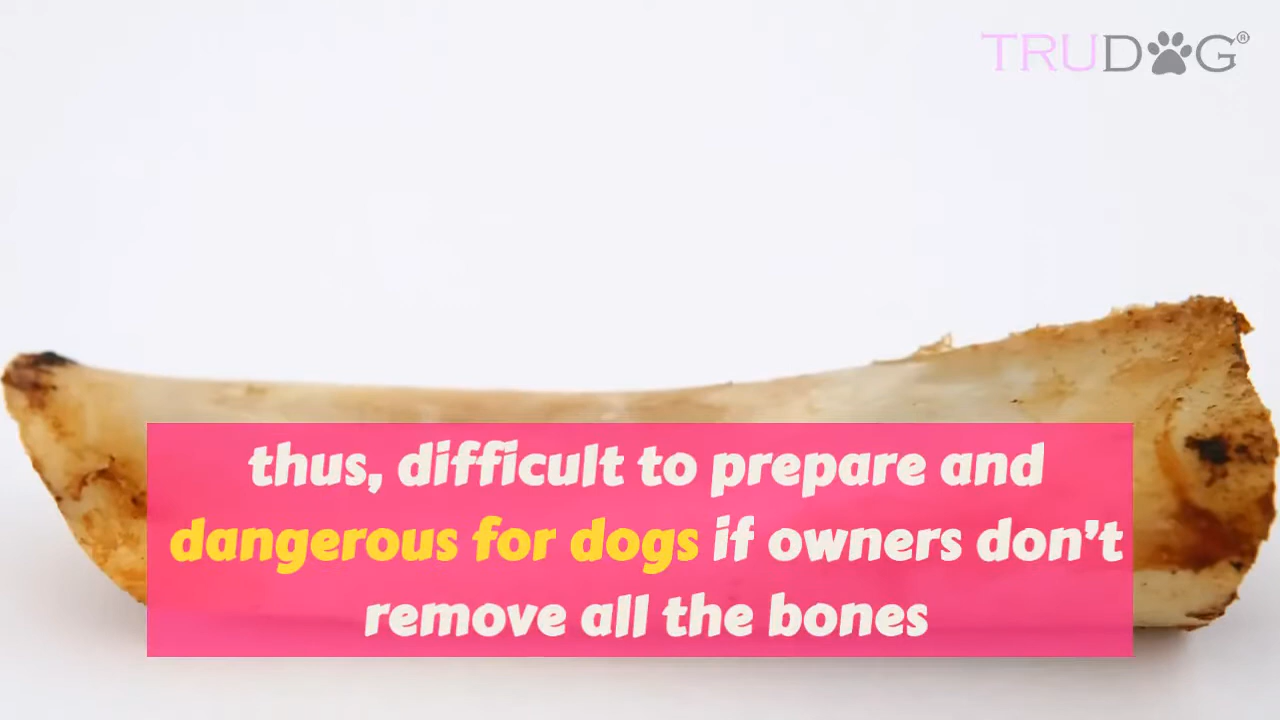 TRUDOG®
thus, difficult to prepare and
dangerous for dogs if owners don't
remove all the bones